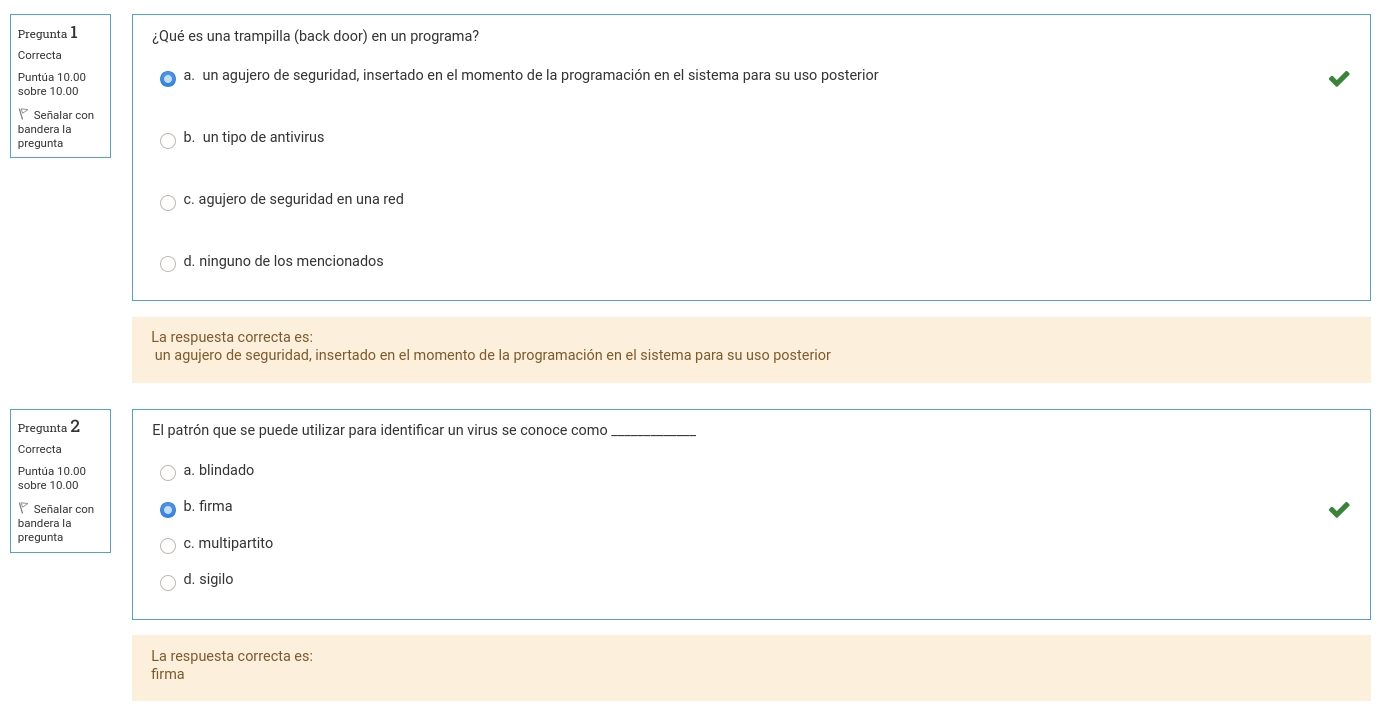 Pregunta 1
Correcta
Puntúa 10.00
sobre 10.00
Señalar con
bandera la
pregunta
¿Qué es una trampilla (back door) en un programa?
a. un agujero de seguridad, insertado en el momento de la programación en el sistema para su uso posterior
b. un tipo de antivirus
c. agujero de seguridad en una red
d. ninguno de los mencionados
La respuesta correcta es:
un agujero de seguridad, insertado en el momento de la programación en el sistema para su uso posterior
Pregunta 2
Correcta
Puntúa 10.00
sobre 10.00
Señalar con
bandera la
pregunta
El patrón que se puede utilizar para identificar un virus se conoce como _____________
a. blindado
b. firma
c. multipartito
d. sigilo
La respuesta correcta es:
firma